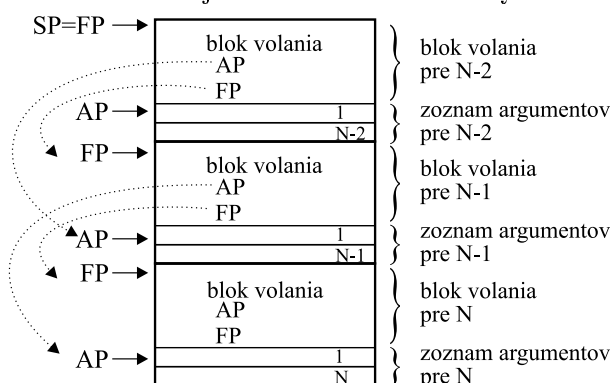 SP=FP
blok volania
AP
FP
blok volania
pre N-2
AP
1
N-2
zoznam argumentov
pre N-2
FP
blok volania
AP
FP
blok volania
pre N-1
AP
1
N-1
zoznam argumentov
pre N-1
FP
blok volania
AP
FP
blok volania
pre N
AP
1
N
zoznam argumentov
pre N